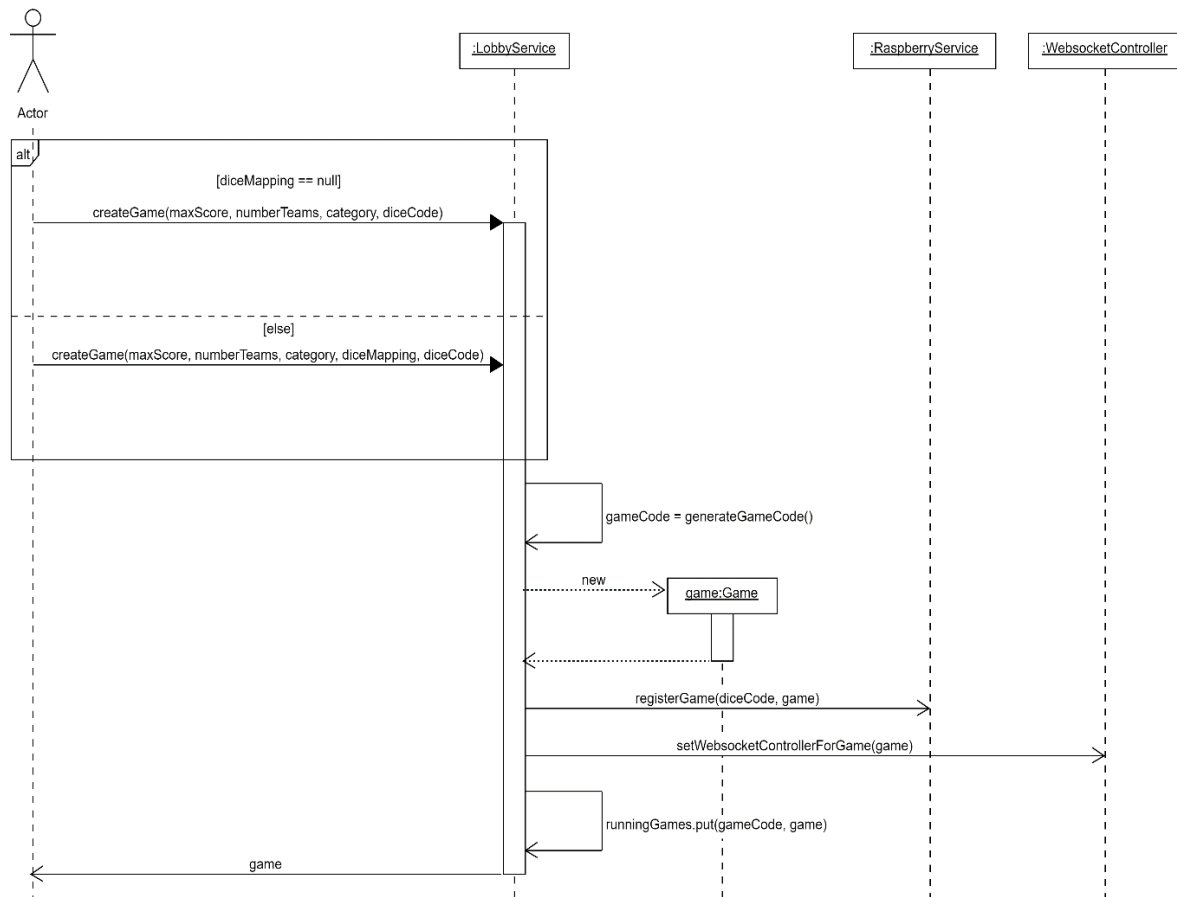 :LobbyService
:RaspberryService
:WebsocketController
Actor
alt
[diceMapping == null]
createGame(maxScore, numberTeams, category, diceCode)
[else]
createGame(maxScore, numberTeams, category, diceMapping, diceCode)
gameCode = generateGameCode()
new
game:Game
registerGame(diceCode, game)
setWebsocketControllerForGame(game)
runningGames.put(gameCode, game)
game